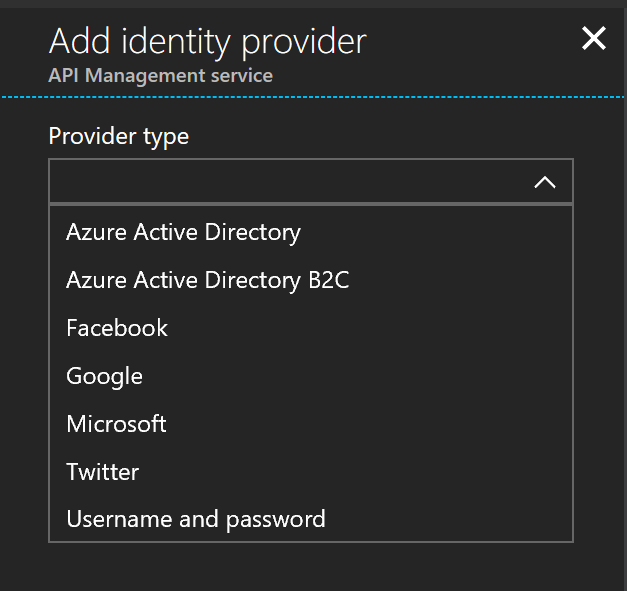 Add identity provider
API Management service
Provider type
Azure Active Directory
Azure Active Directory B2C
Facebook
Google
Microsoft
Twitter
Username and password